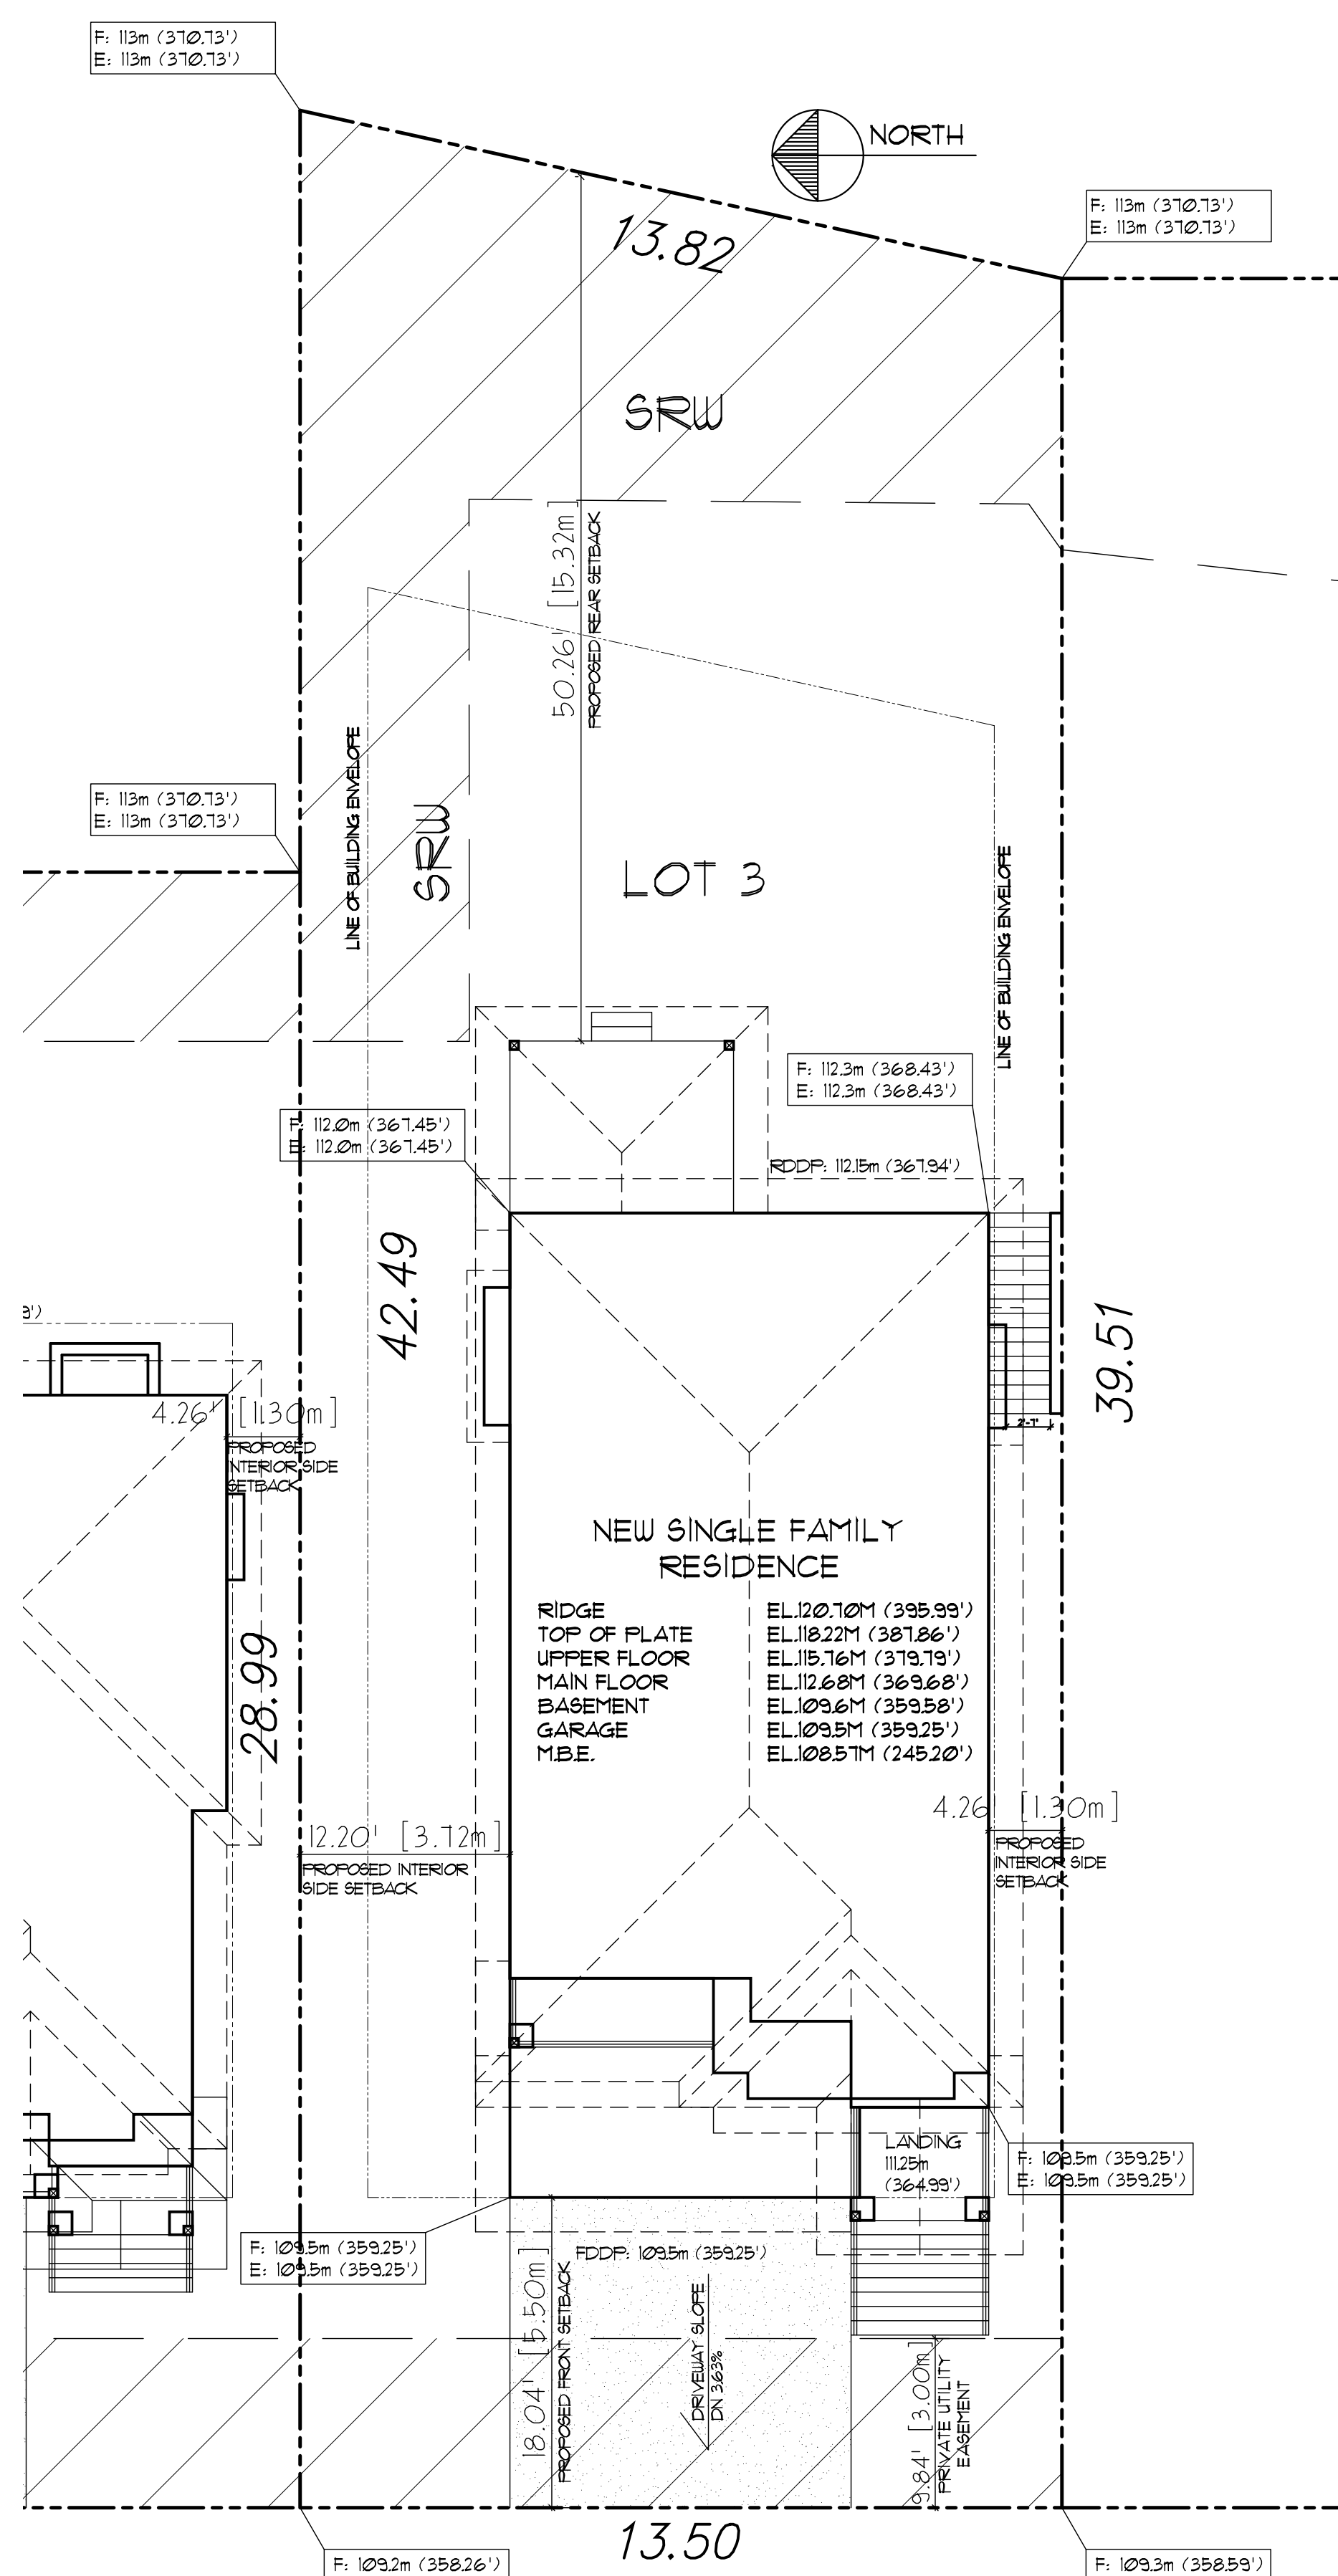 F: 113m (370.73')
E: 113m (370.73')
NORTH
F: 113m (370.73')
E: 113m (370.73')
13.82
SRW
50.26' [15.32m]
PROPOSED REAR SETBACK
LINE OF BUILDING ENVELOPE
F: 113m (370.73')
E: 113m (370.73')
SRW
LOT 3
LINE OF BUILDING ENVELOPE
F: 112.3m (368.43')
E: 112.3m (368.43')
F: 112.0m (367.45')
E: 112.0m (367.45')
RDDP: 112.15m (367.94')
42.49
39.51
9')
4.26' [1.30m]
PROPOSED
INTERIOR SIDE
SETBACK
2'-7"
28.99
NEW SINGLE FAMILY
RESIDENCE
RIDGE EL.120.70M (395.99')
TOP OF PLATE EL.118.22M (387.86')
UPPER FLOOR EL.115.76M (379.79')
MAIN FLOOR EL.112.68M (369.68')
BASEMENT EL.109.6M (359.58')
GARAGE EL.109.5M (359.25')
M.B.E. EL.108.57M (245.20')
4.26' [1.30m]
PROPOSED
INTERIOR SIDE
SETBACK
12.20' [3.72m]
PROPOSED INTERIOR
SIDE SETBACK
LANDING
111.25m
(364.99')
F: 109.5m (359.25')
E: 109.5m (359.25')
F: 109.5m (359.25')
E: 109.5m (359.25')
FDDP: 109.5m (359.25')
18.04' [5.50m]
PROPOSED FRONT SETBACK
DRIVEWAY SLOPE
DN 3.63%
9.84' [3.00m]
PRIVATE UTILITY
EASEMENT
13.50
F: 109.2m (358.26')
F: 109.3m (358.59')